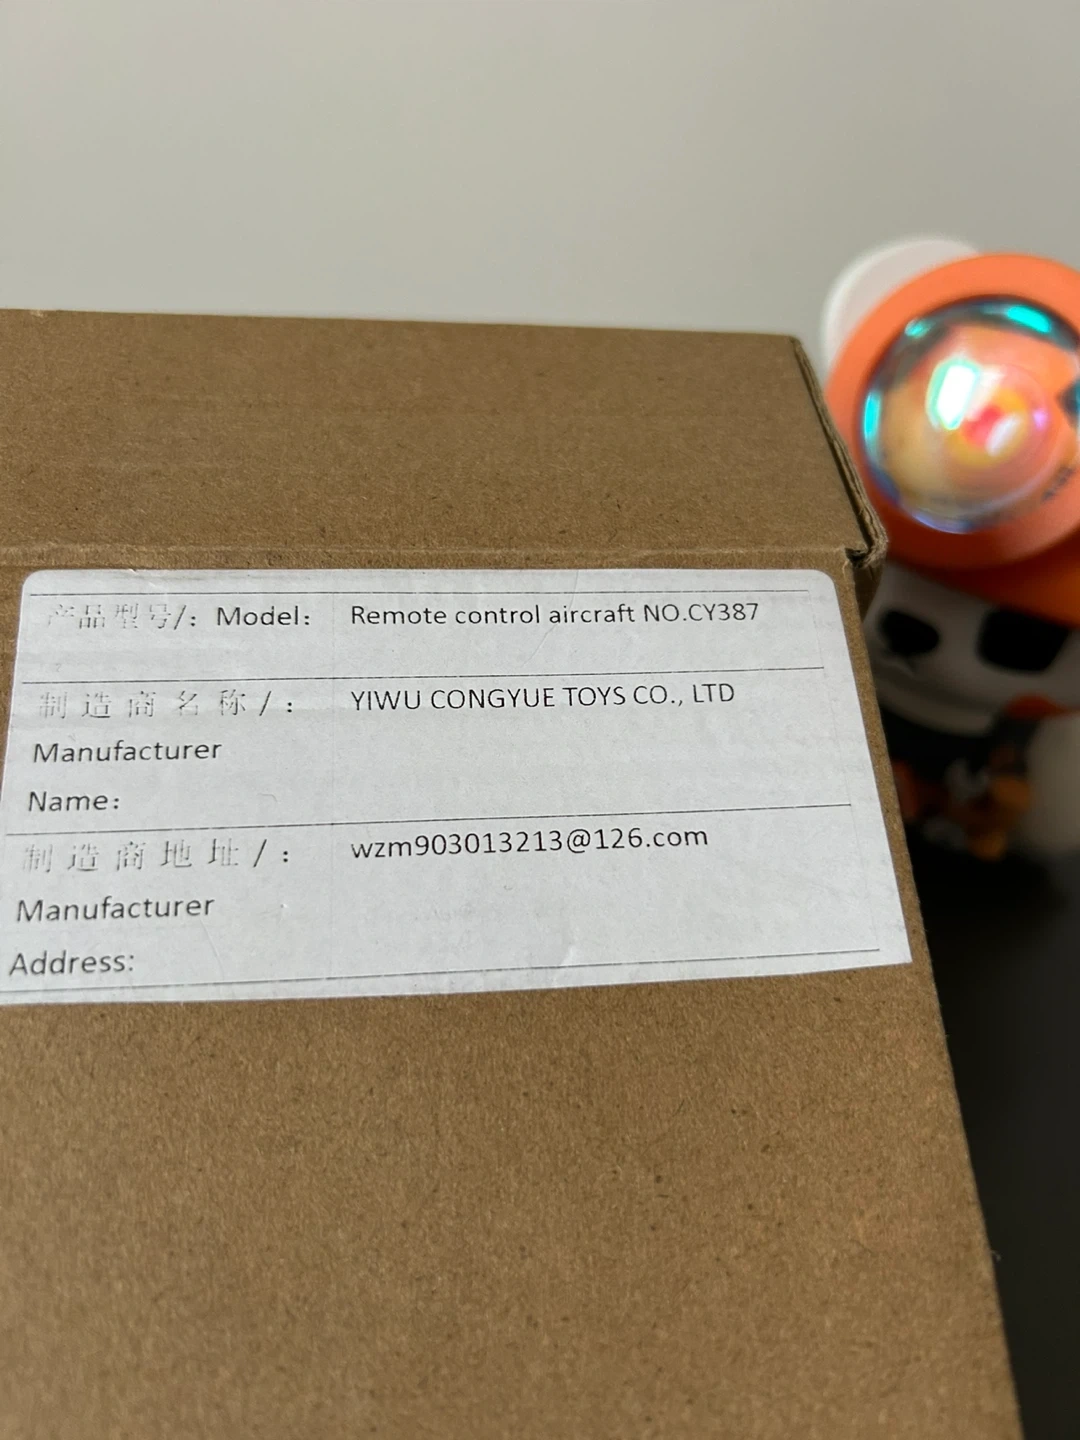 产品型号/: Model: Remote control aircraft NO.CY387
制造商名称/: YIWU CONGYUE TOYS CO., LTD
Manufacturer
Name:
制造商地址/: wzm903013213@126.com
Manufacturer
Address: